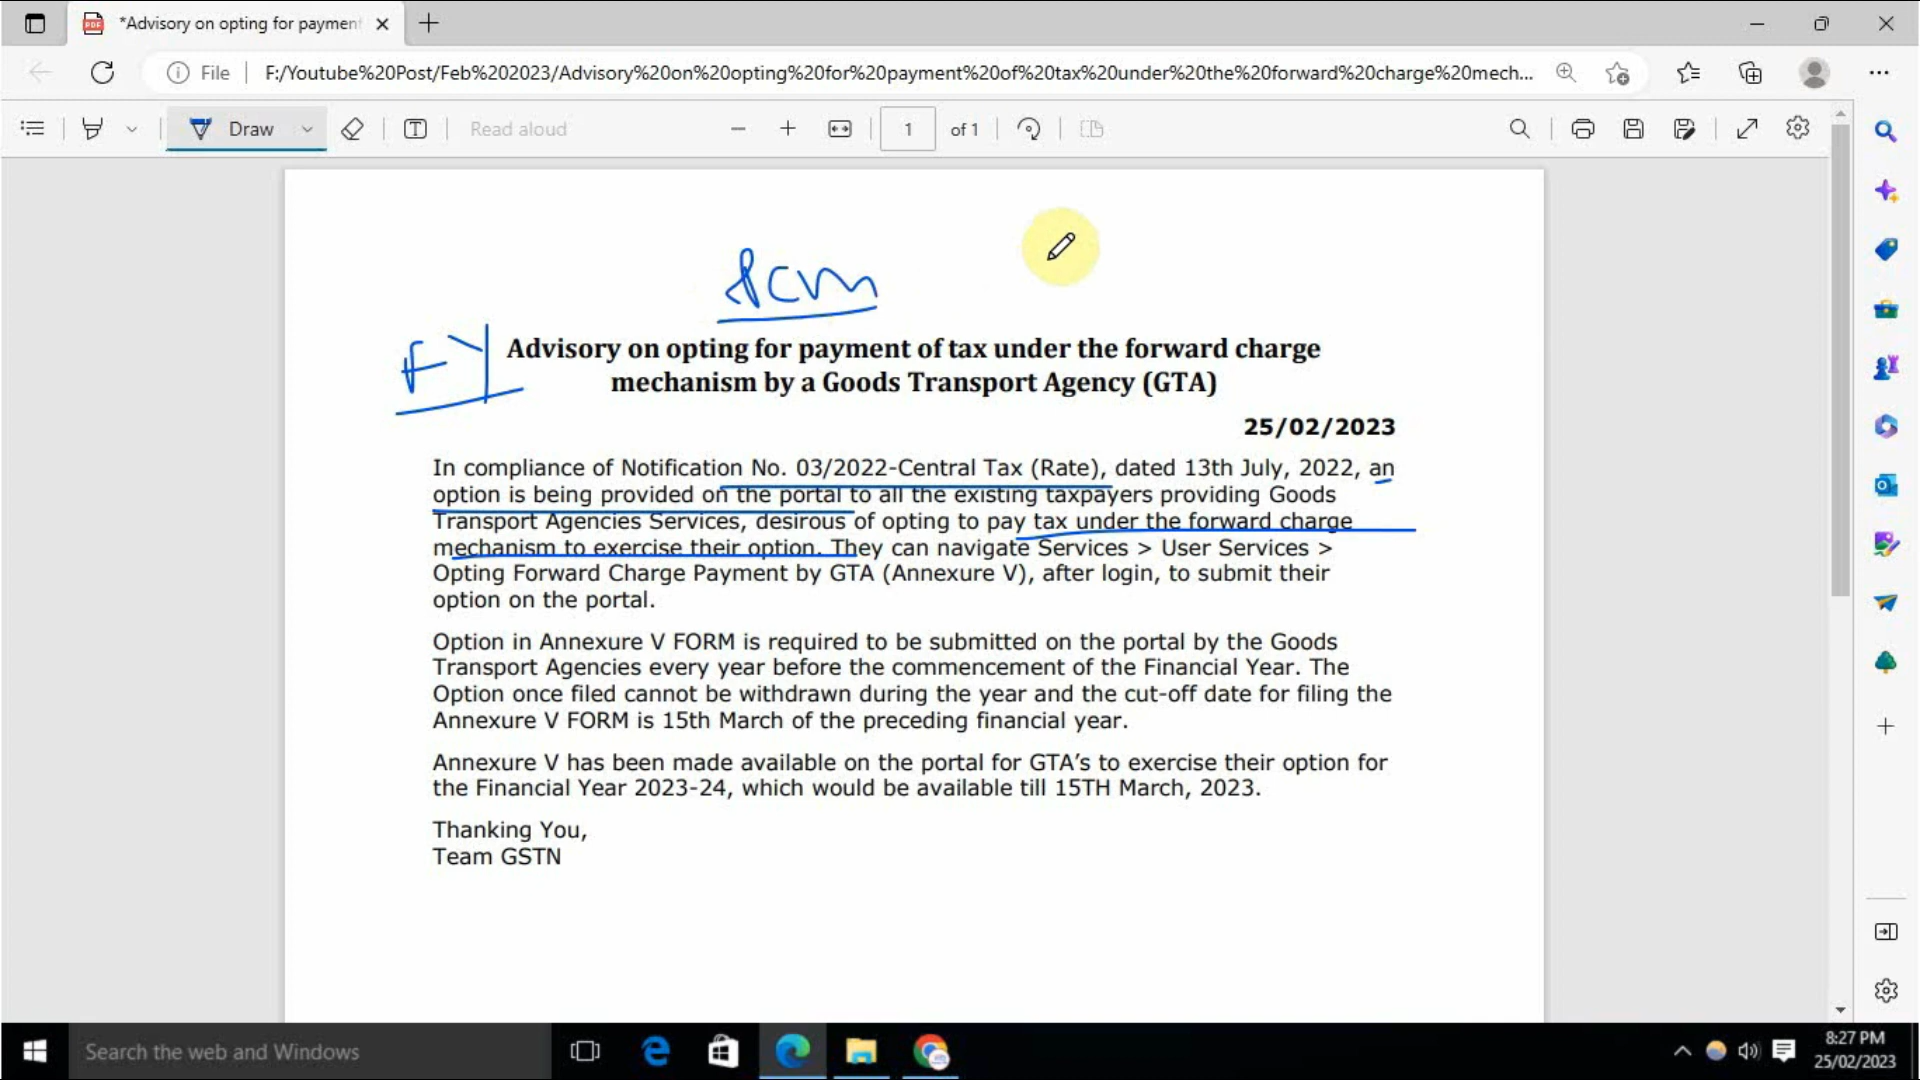 *Advisory on opting for payment
File
F:/Youtube%20Post/Feb%202023/Advisory%20on%20opting%20for%20payment%20of%20tax%20under%20the%20forward%20charge%20mech...
Draw
Read aloud
1 of 1
RCM
FY
Advisory on opting for payment of tax under the forward charge
mechanism by a Goods Transport Agency (GTA)
25/02/2023
In compliance of Notification No. 03/2022-Central Tax (Rate), dated 13th July, 2022, an
option is being provided on the portal to all the existing taxpayers providing Goods
Transport Agencies Services, desirous of opting to pay tax under the forward charge
mechanism to exercise their option. They can navigate Services > User Services >
Opting Forward Charge Payment by GTA (Annexure V), after login, to submit their
option on the portal.
Option in Annexure V FORM is required to be submitted on the portal by the Goods
Transport Agencies every year before the commencement of the Financial Year. The
Option once filed cannot be withdrawn during the year and the cut-off date for filing the
Annexure V FORM is 15th March of the preceding financial year.
Annexure V has been made available on the portal for GTA's to exercise their option for
the Financial Year 2023-24, which would be available till 15TH March, 2023.
Thanking You,
Team GSTN
Search the web and Windows
8:27 PM
25/02/2023